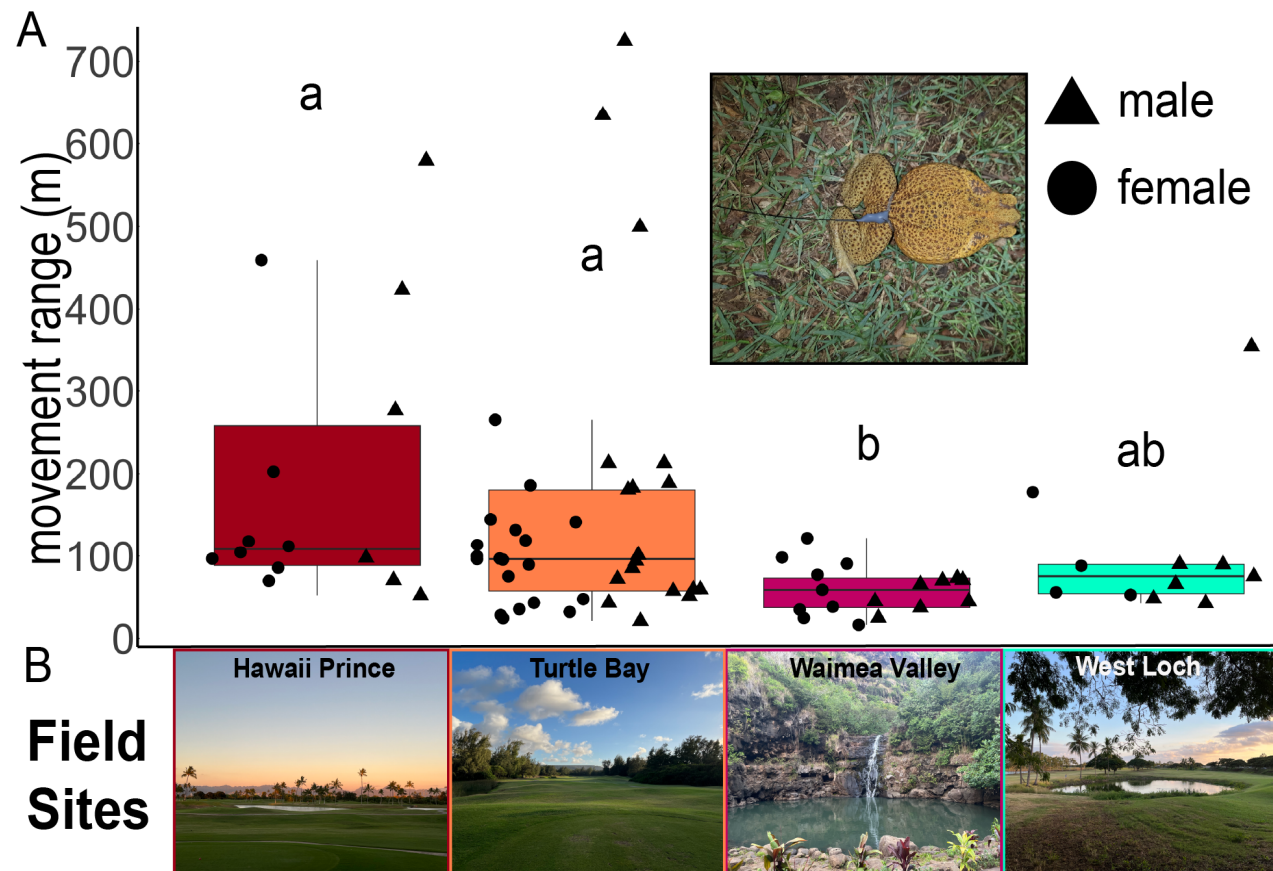 A
movement range (m)
700
600
500
400
300
200
100
0
a
a
b
ab
male
female
B
Field
Sites
Hawaii Prince
Turtle Bay
Waimea Valley
West Loch